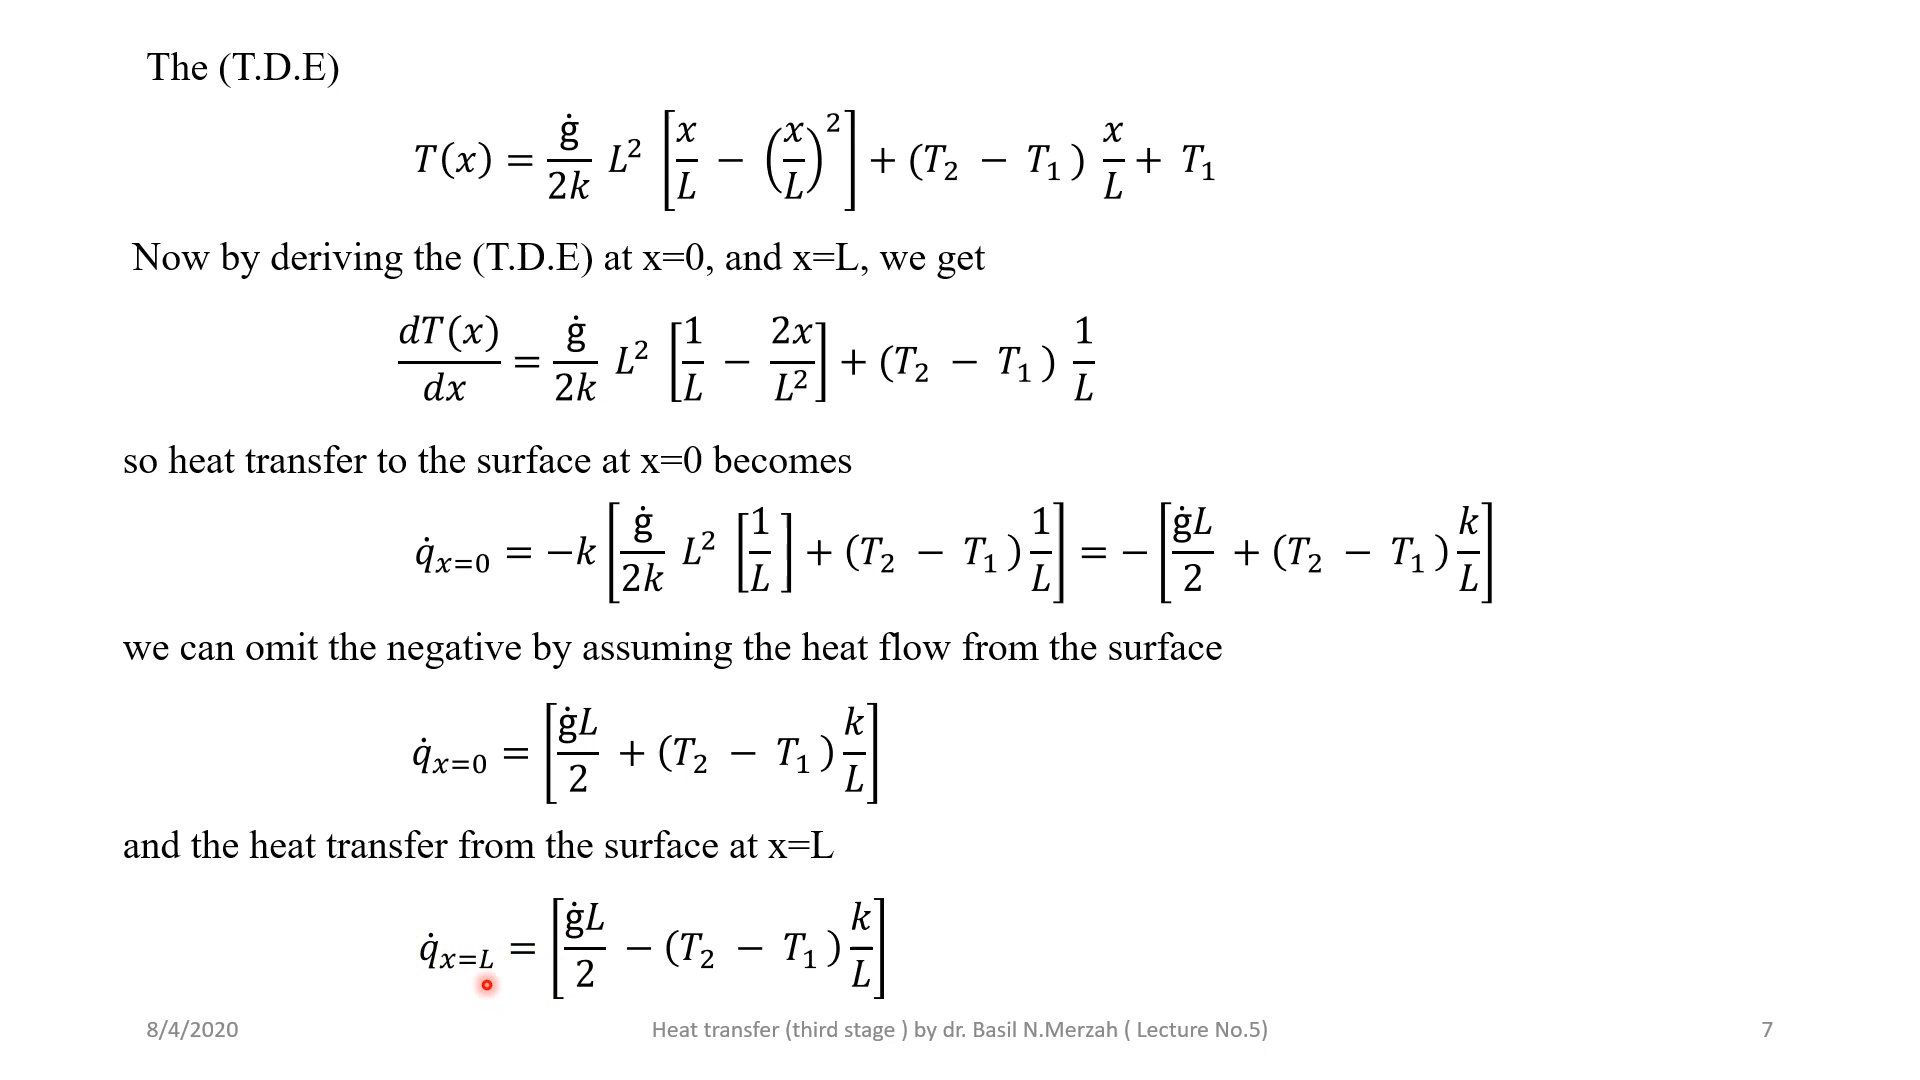 The (T.D.E)
T(x) = ġ/2k L² [x/L − (x/L)²] + (T₂ − T₁ ) x/L + T₁
Now by deriving the (T.D.E) at x=0, and x=L, we get
dT(x)/dx = ġ/2k L² [1/L − 2x/L²] + (T₂ − T₁ ) 1/L
so heat transfer to the surface at x=0 becomes
q̇ₓ₌₀ = −k [ġ/2k L² [1/L] + (T₂ − T₁ ) 1/L] = − [ġL/2 + (T₂ − T₁ ) k/L]
we can omit the negative by assuming the heat flow from the surface
q̇ₓ₌₀ = [ġL/2 + (T₂ − T₁ ) k/L]
and the heat transfer from the surface at x=L
q̇_{x=L} = [ġL/2 − (T₂ − T₁ ) k/L]
8/4/2020 Heat transfer (third stage ) by dr. Basil N.Merzah ( Lecture No.5) 7